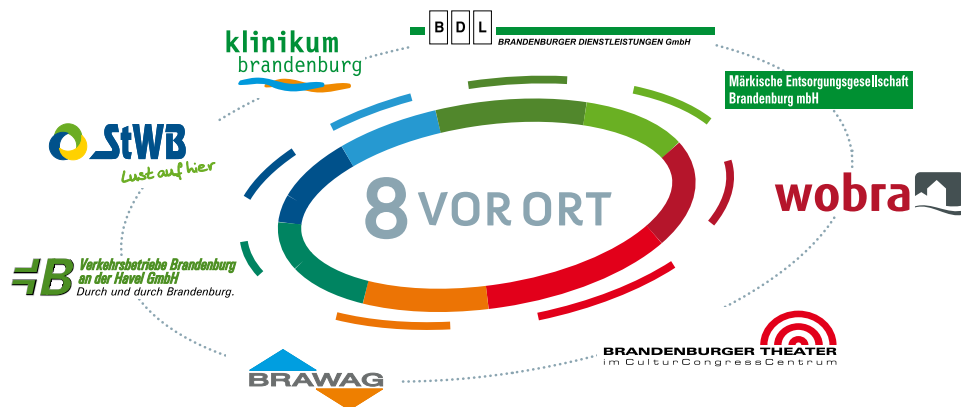 BDL
BRANDENBURGER DIENSTLEISTUNGEN GmbH
klinikum
brandenburg
Märkische Entsorgungsgesellschaft
Brandenburg mbH
StWB
Lust auf hier
8 VOR ORT
wobra
Verkehrsbetriebe Brandenburg
an der Havel GmbH
Durch und durch Brandenburg.
B
BRANDENBURGER THEATER
im CulturCongressCentrum
BRAWAG